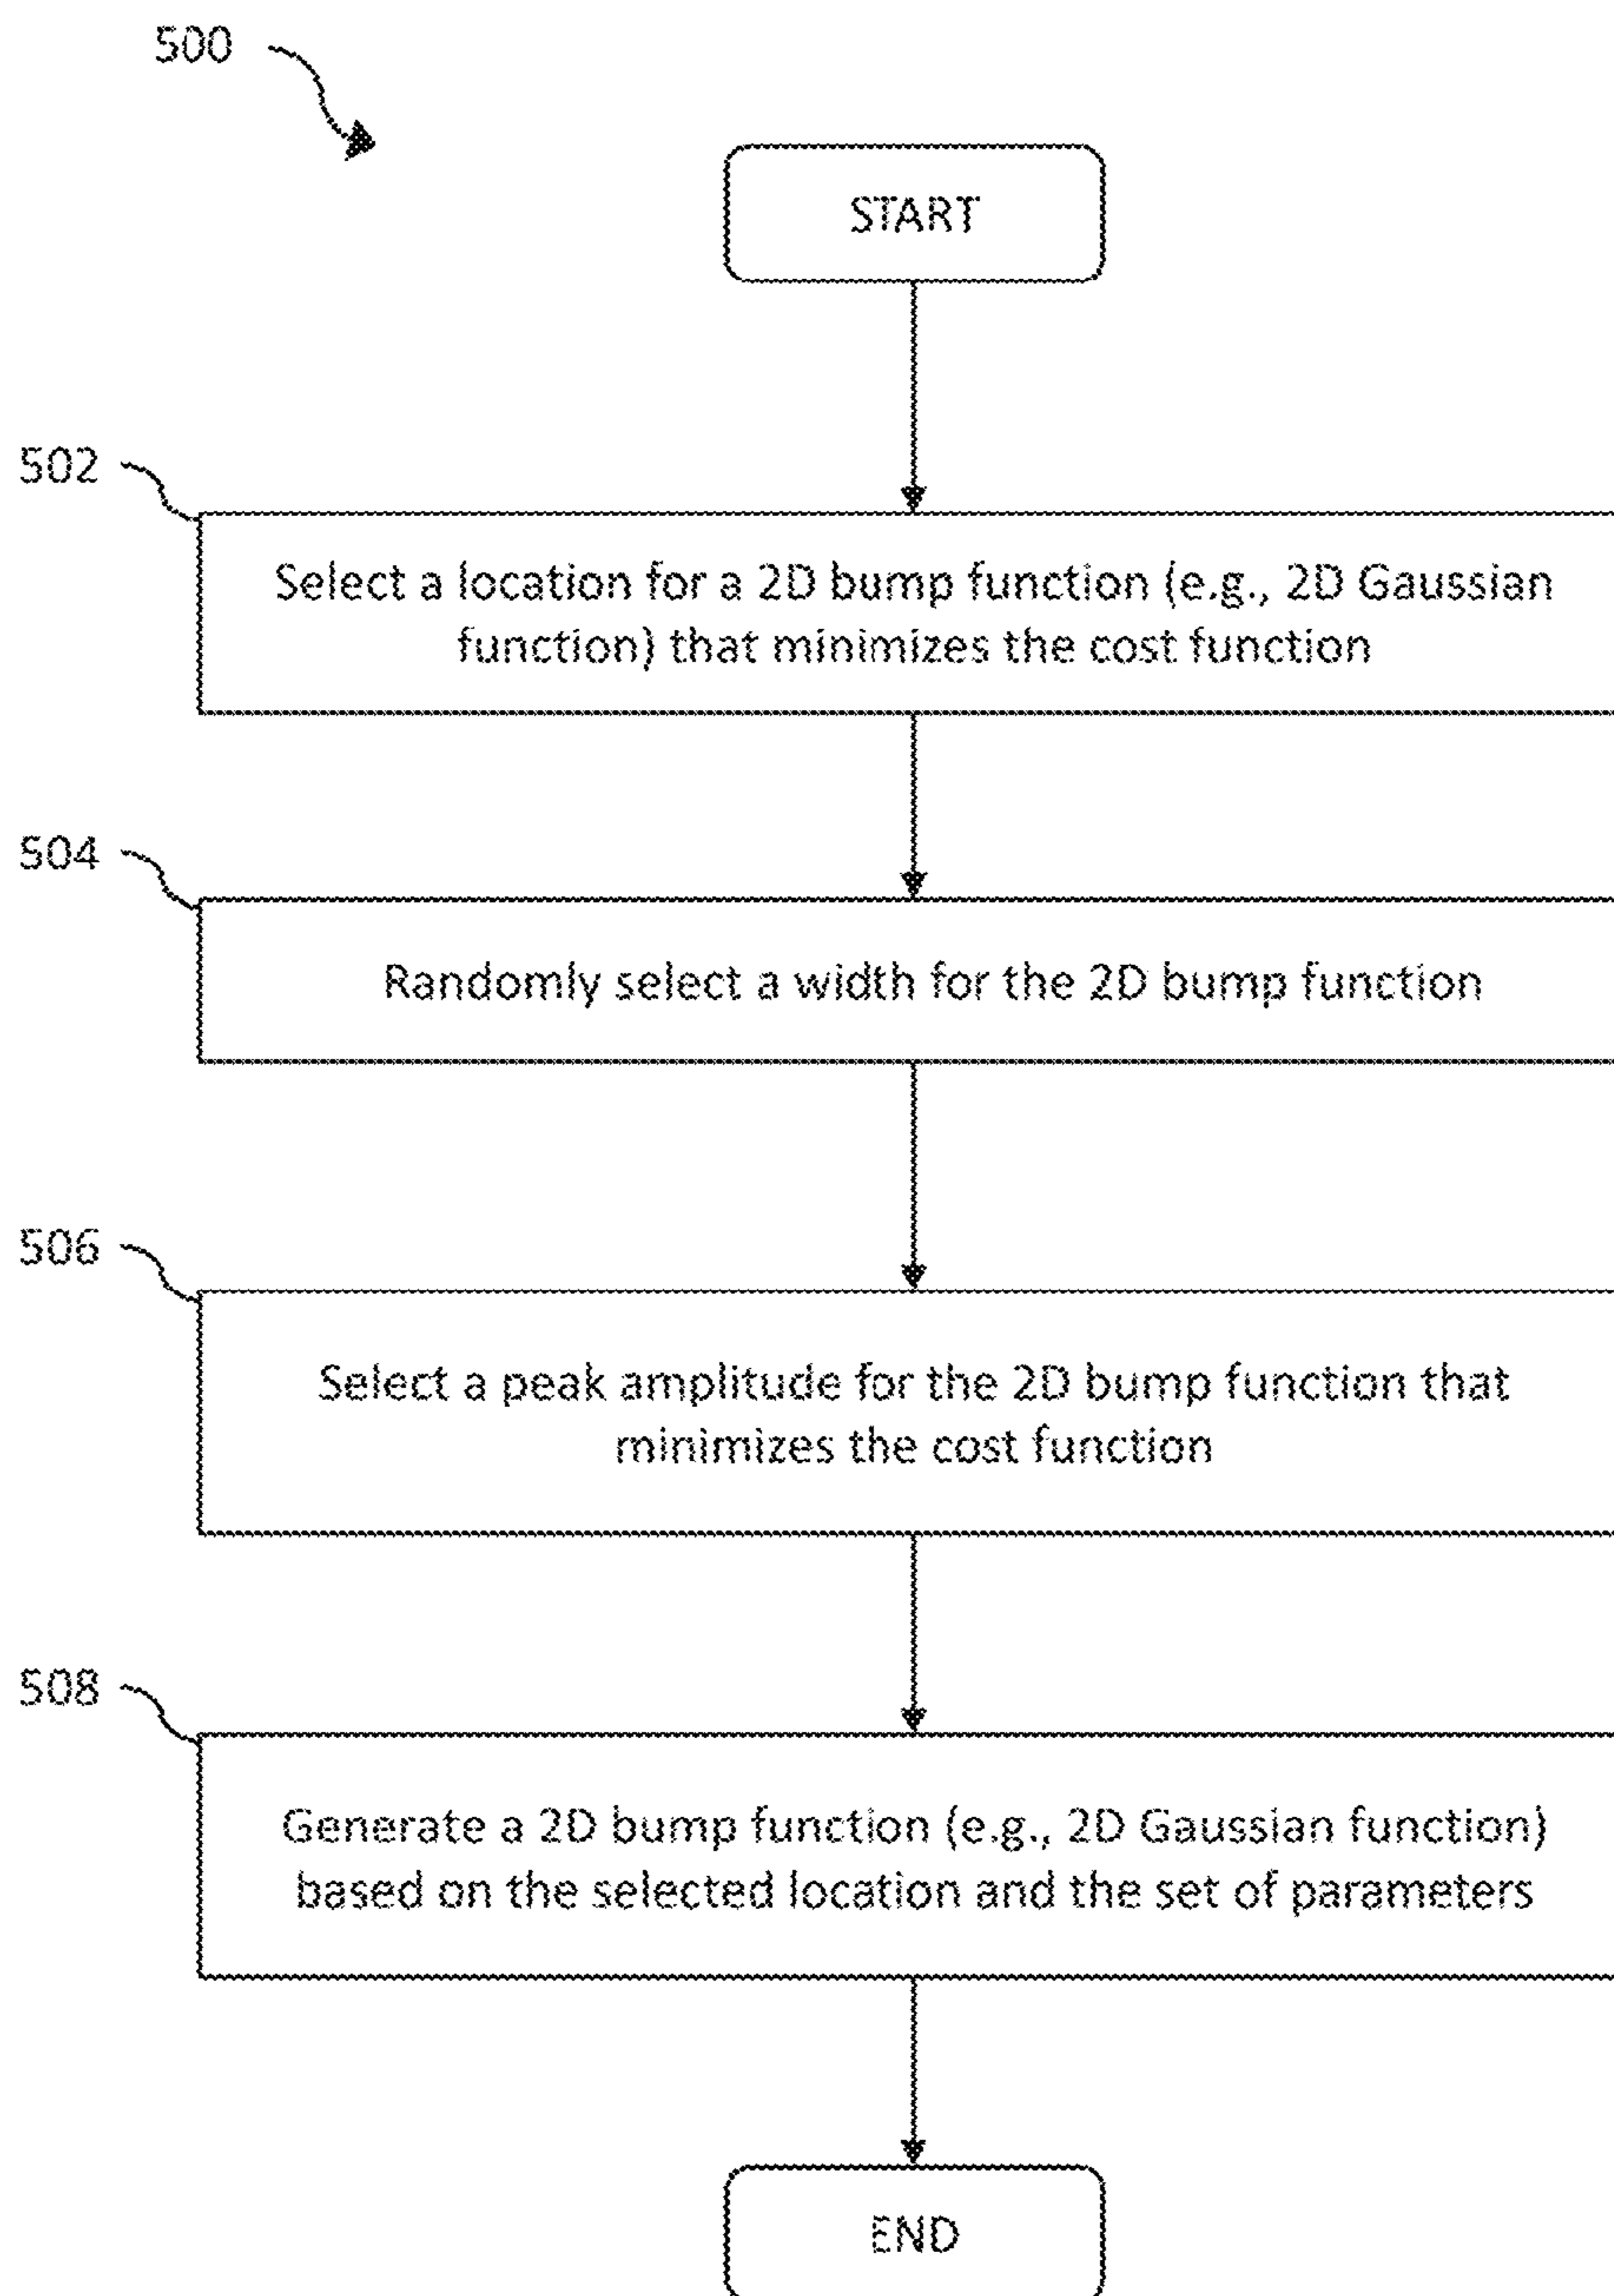 500
START
502
Select a location for a 2D bump function (e.g., 2D Gaussian
function) that minimizes the cost function
504
Randomly select a width for the 2D bump function
506
Select a peak amplitude for the 2D bump function that
minimizes the cost function
508
Generate a 2D bump function (e.g., 2D Gaussian function)
based on the selected location and the set of parameters
END